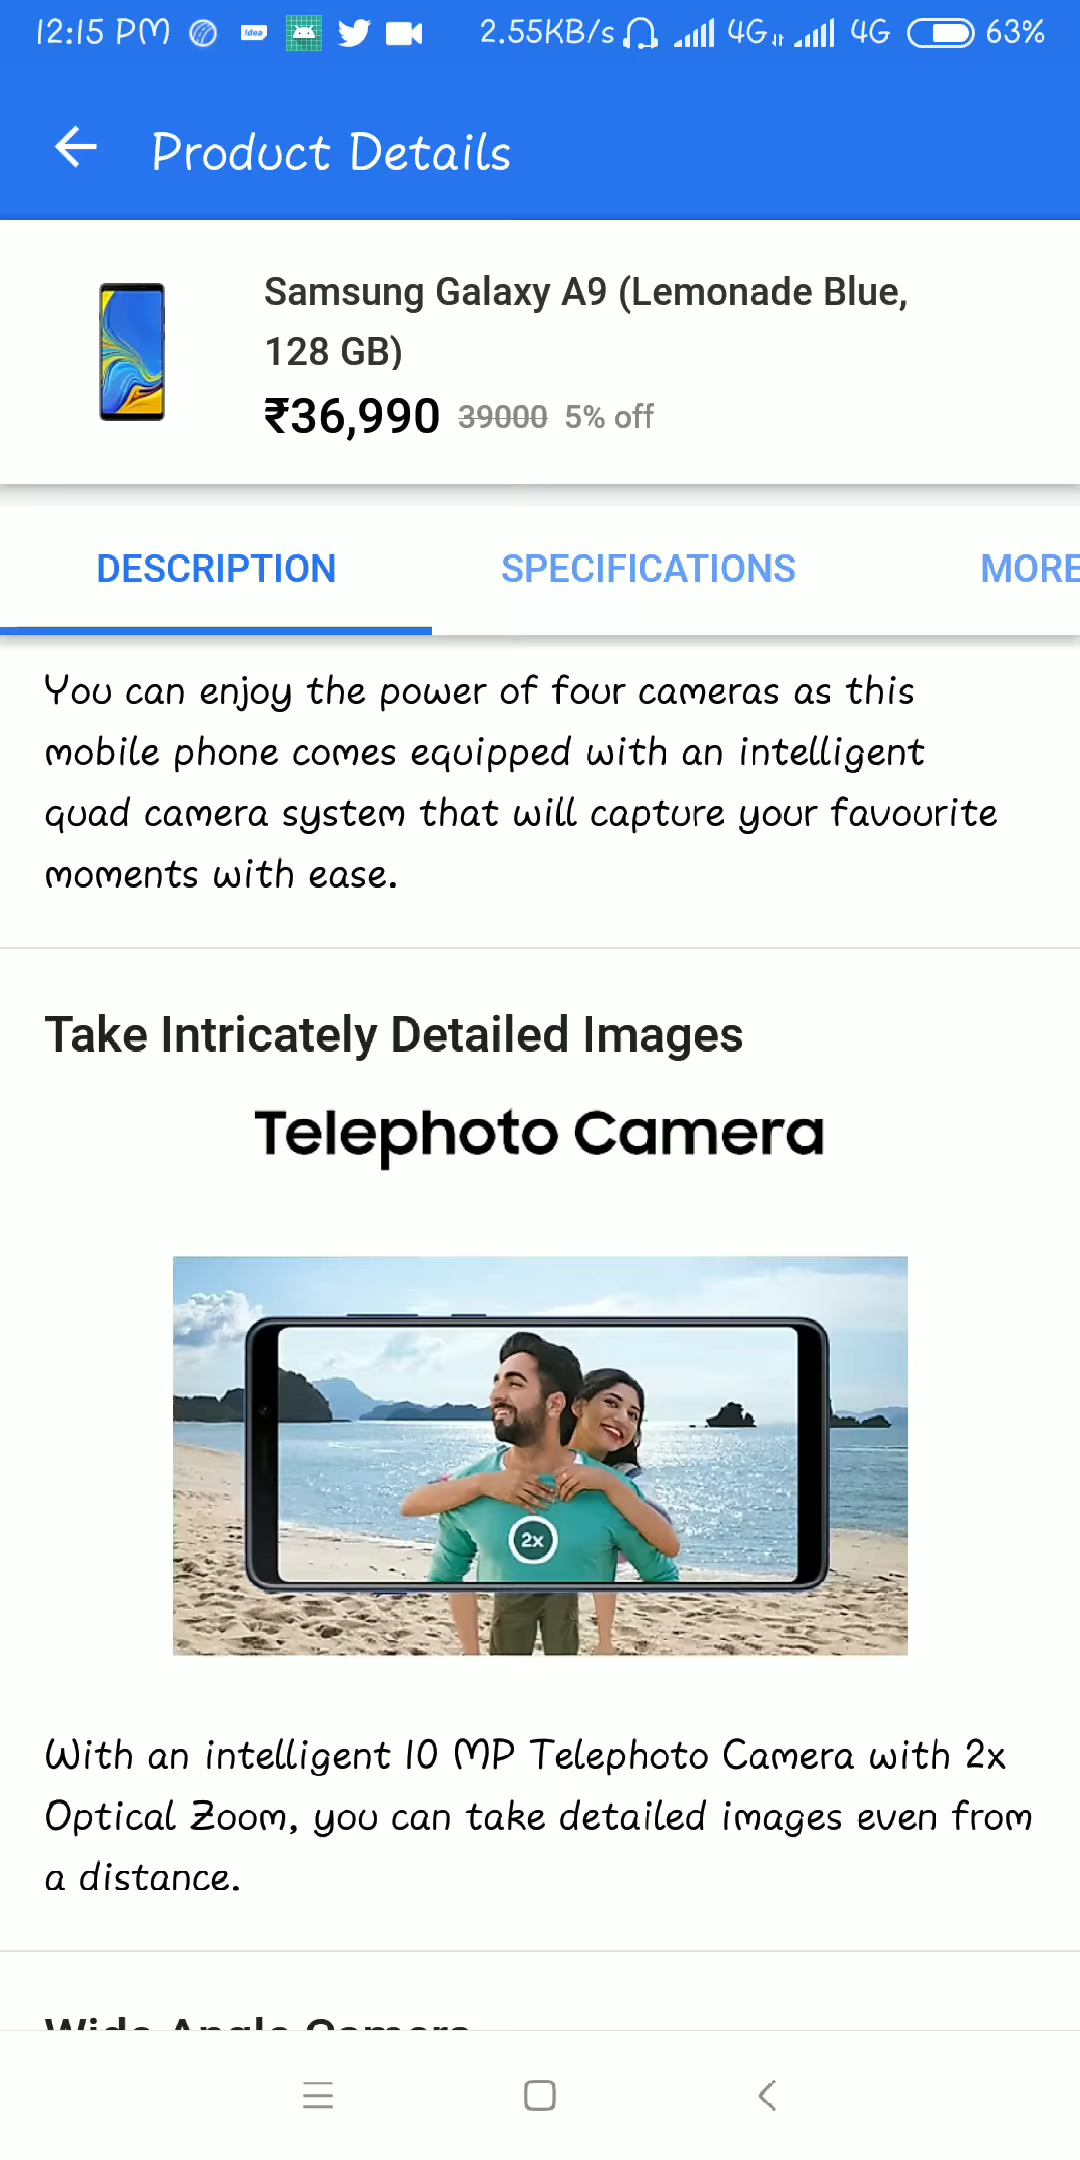 12:15 PM Idea 2.55KB/s 4G 4G 63%
Product Details
Samsung Galaxy A9 (Lemonade Blue,
128 GB)
₹36,990 39000 5% off
DESCRIPTION SPECIFICATIONS MORE
You can enjoy the power of four cameras as this
mobile phone comes equipped with an intelligent
quad camera system that will capture your favourite
moments with ease.
Take Intricately Detailed Images
Telephoto Camera
2x
With an intelligent 10 MP Telephoto Camera with 2x
Optical Zoom, you can take detailed images even from
a distance.
Wide Angle Camera